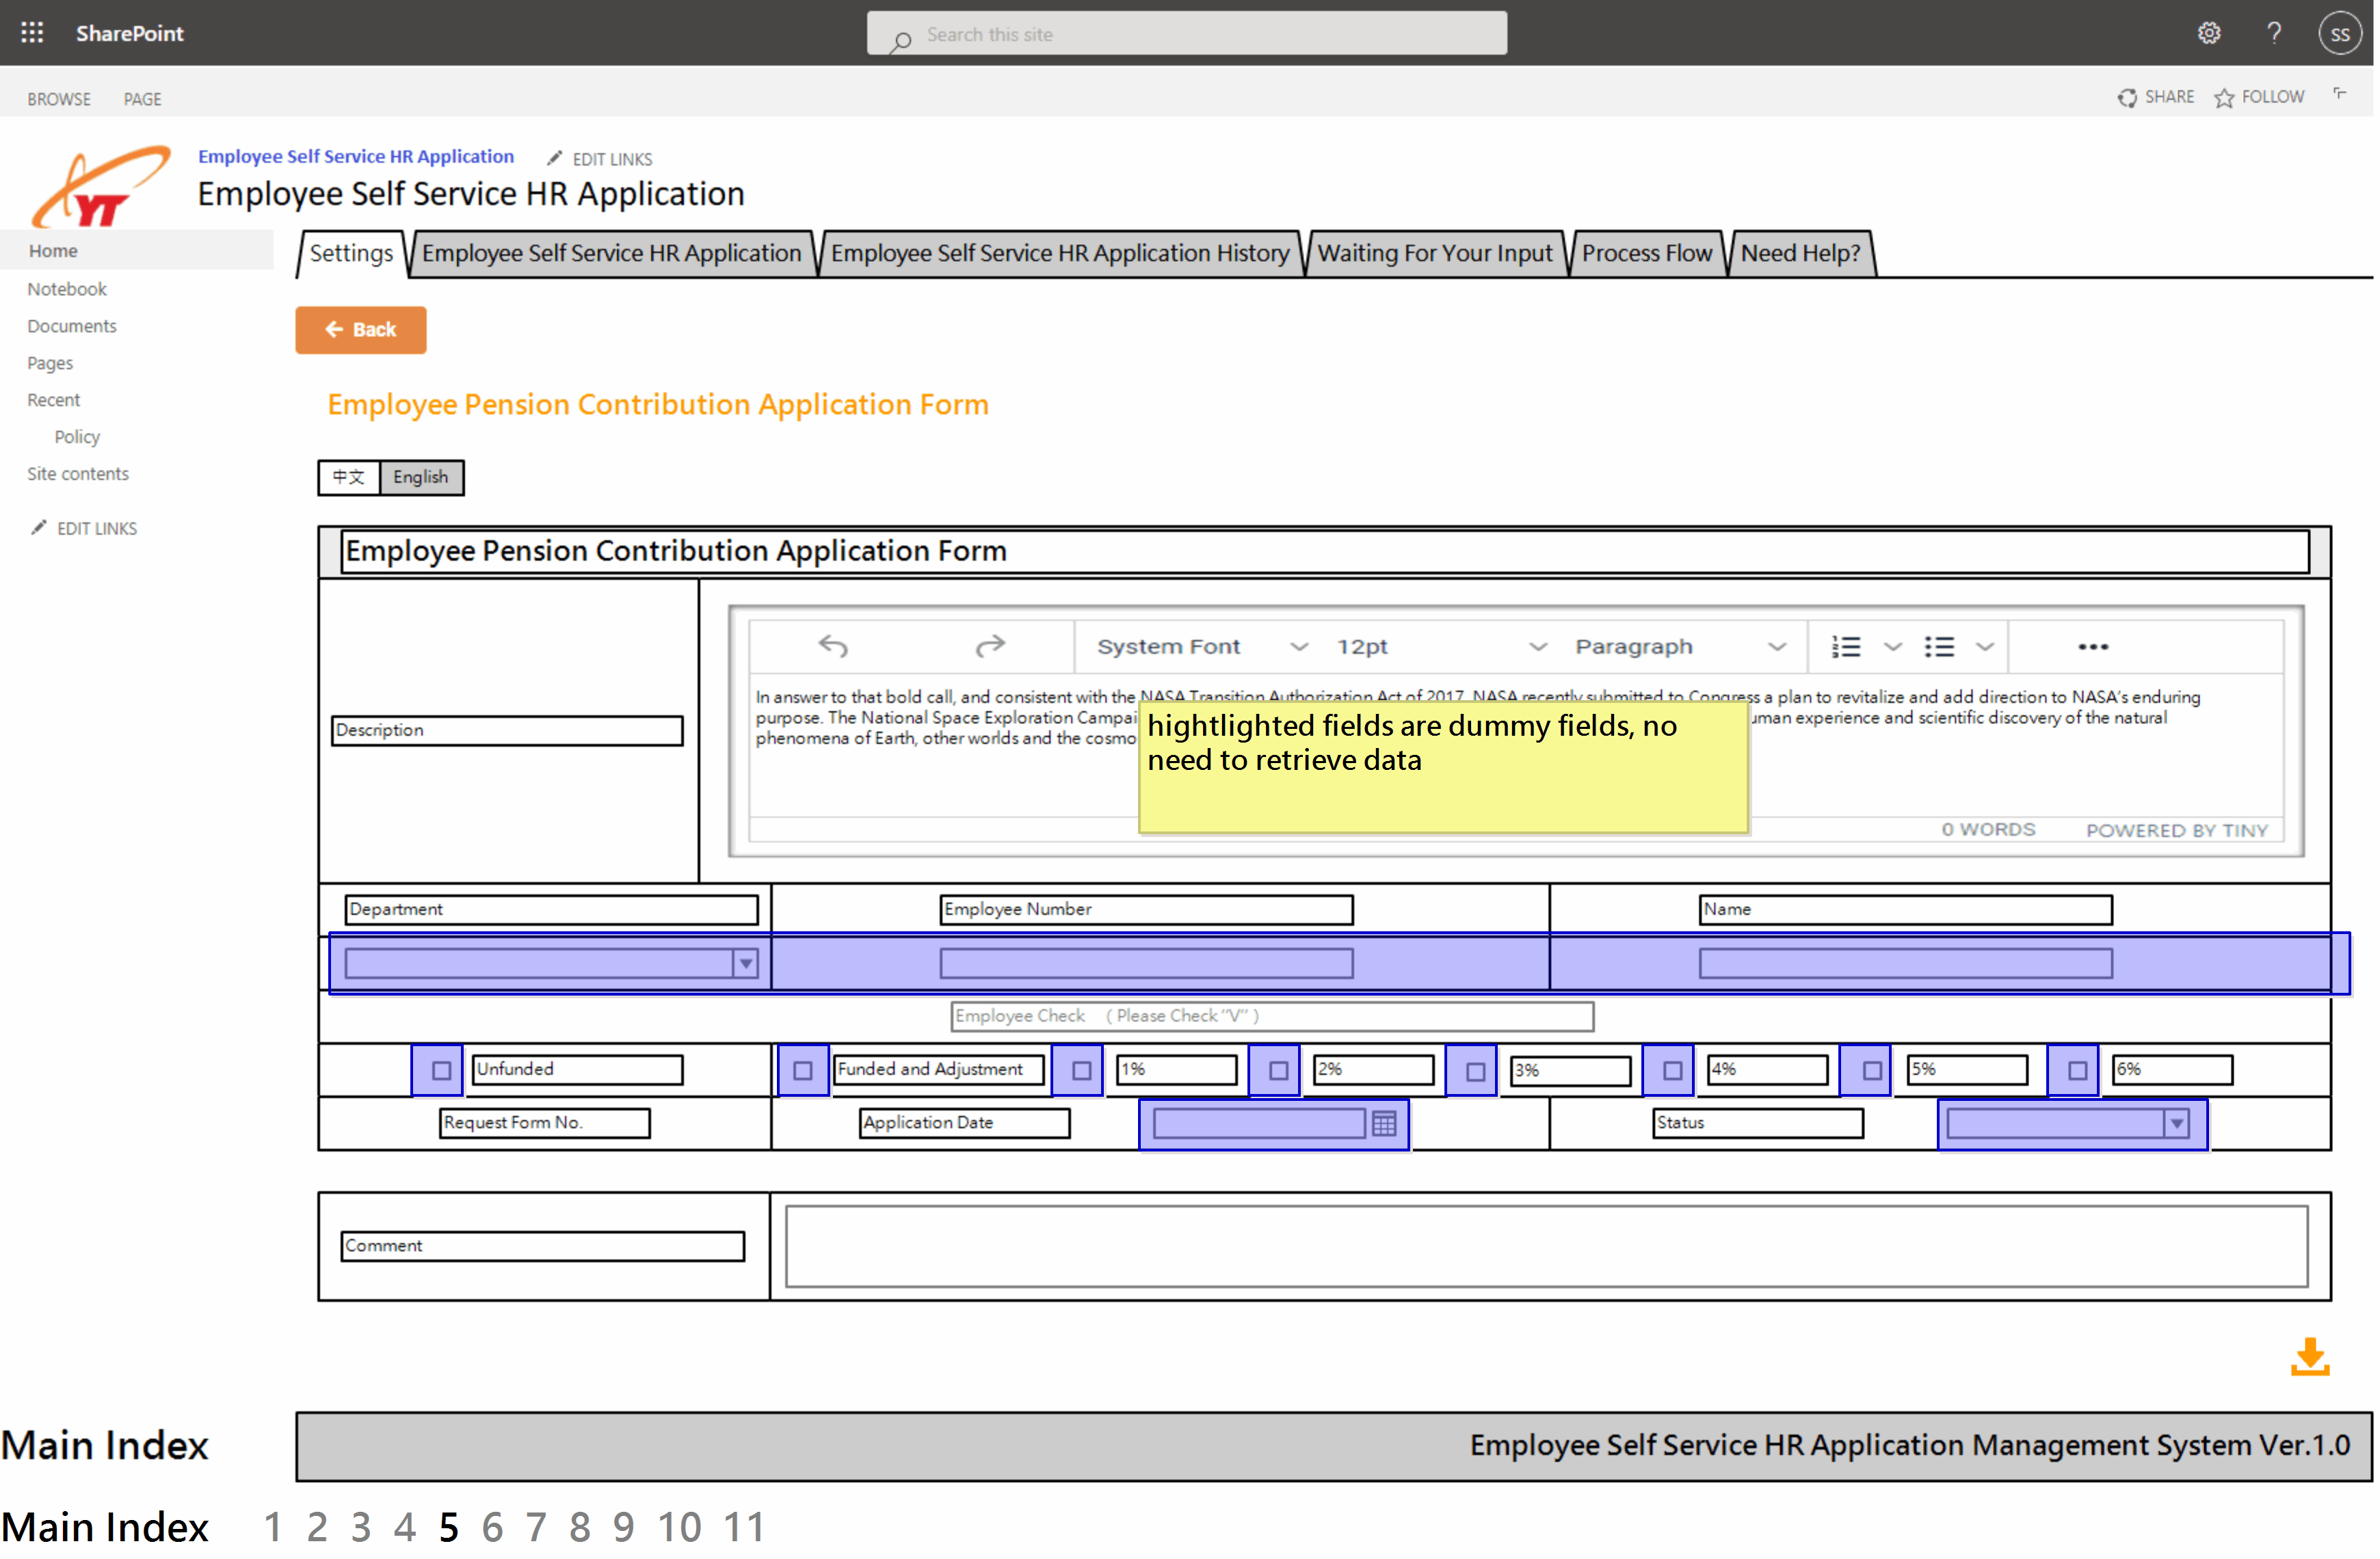 SharePoint
Search this site
?
SS
BROWSE PAGE
SHARE FOLLOW
YT
Employee Self Service HR Application EDIT LINKS
Employee Self Service HR Application
Home
Notebook
Documents
Pages
Recent
Policy
Site contents
EDIT LINKS
Settings Employee Self Service HR Application Employee Self Service HR Application History Waiting For Your Input Process Flow Need Help?
Back
Employee Pension Contribution Application Form
中文 English
Employee Pension Contribution Application Form
Description
System Font 12pt Paragraph
In answer to that bold call, and consistent with the NASA Transition Authorization Act of 2017, NASA recently submitted to Congress a plan to revitalize and add direction to NASA's enduring
purpose. The National Space Exploration Campai uman experience and scientific discovery of the natural
phenomena of Earth, other worlds and the cosmo
hightlighted fields are dummy fields, no
need to retrieve data
0 WORDS POWERED BY TINY
Department Employee Number Name
Employee Check ( Please Check "V" )
Unfunded Funded and Adjustment 1% 2% 3% 4% 5% 6%
Request Form No. Application Date Status
Comment
Main Index
Employee Self Service HR Application Management System Ver.1.0
Main Index 1 2 3 4 5 6 7 8 9 10 11